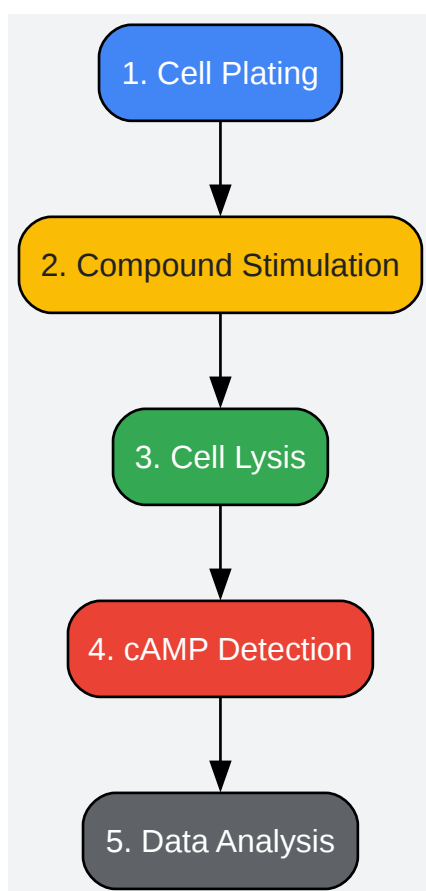 1. Cell Plating
2. Compound Stimulation
3. Cell Lysis
4. cAMP Detection
5. Data Analysis